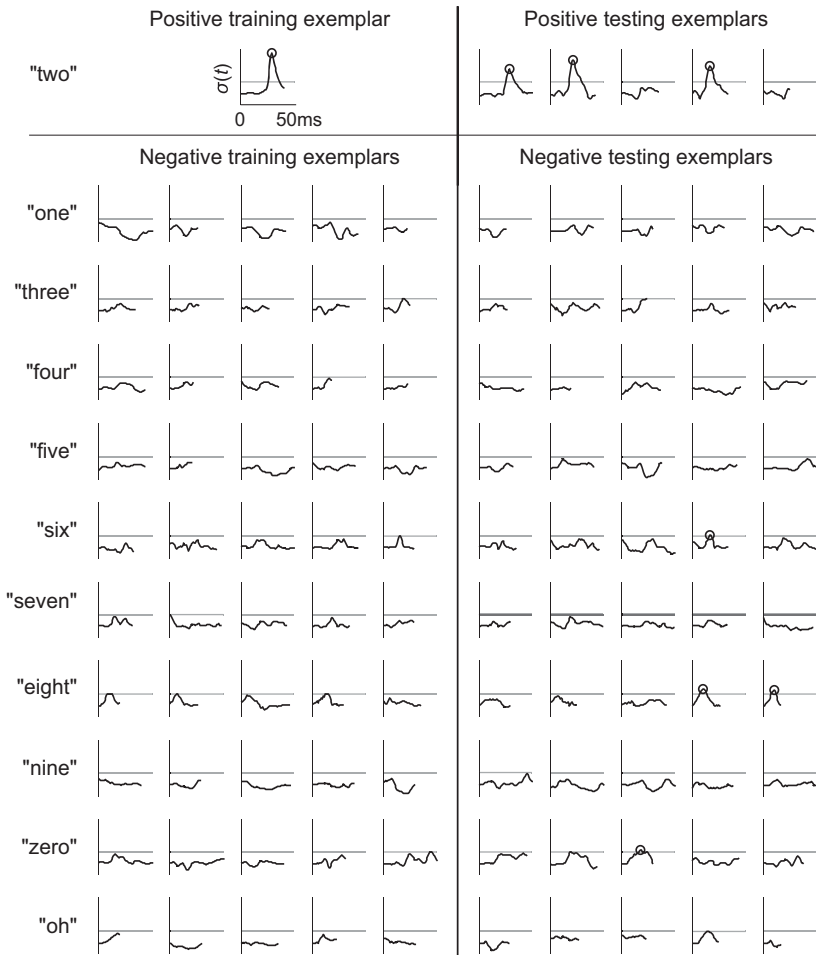 Positive training exemplar
Positive testing exemplars
"two"
σ(t)
0 50ms
Negative training exemplars
Negative testing exemplars
"one"
"three"
"four"
"five"
"six"
"seven"
"eight"
"nine"
"zero"
"oh"